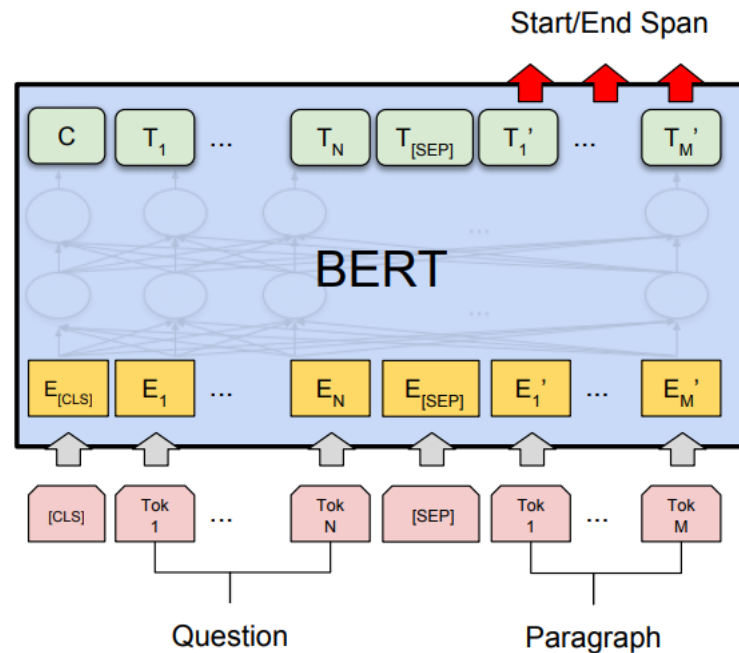 Start/End Span
C T1 ... TN T[SEP] T1' ... TM'
...
BERT
...
E[CLS] E1 ... EN E[SEP] E1' ... EM'
[CLS] Tok 1 ... Tok N [SEP] Tok 1 ... Tok M
Question Paragraph